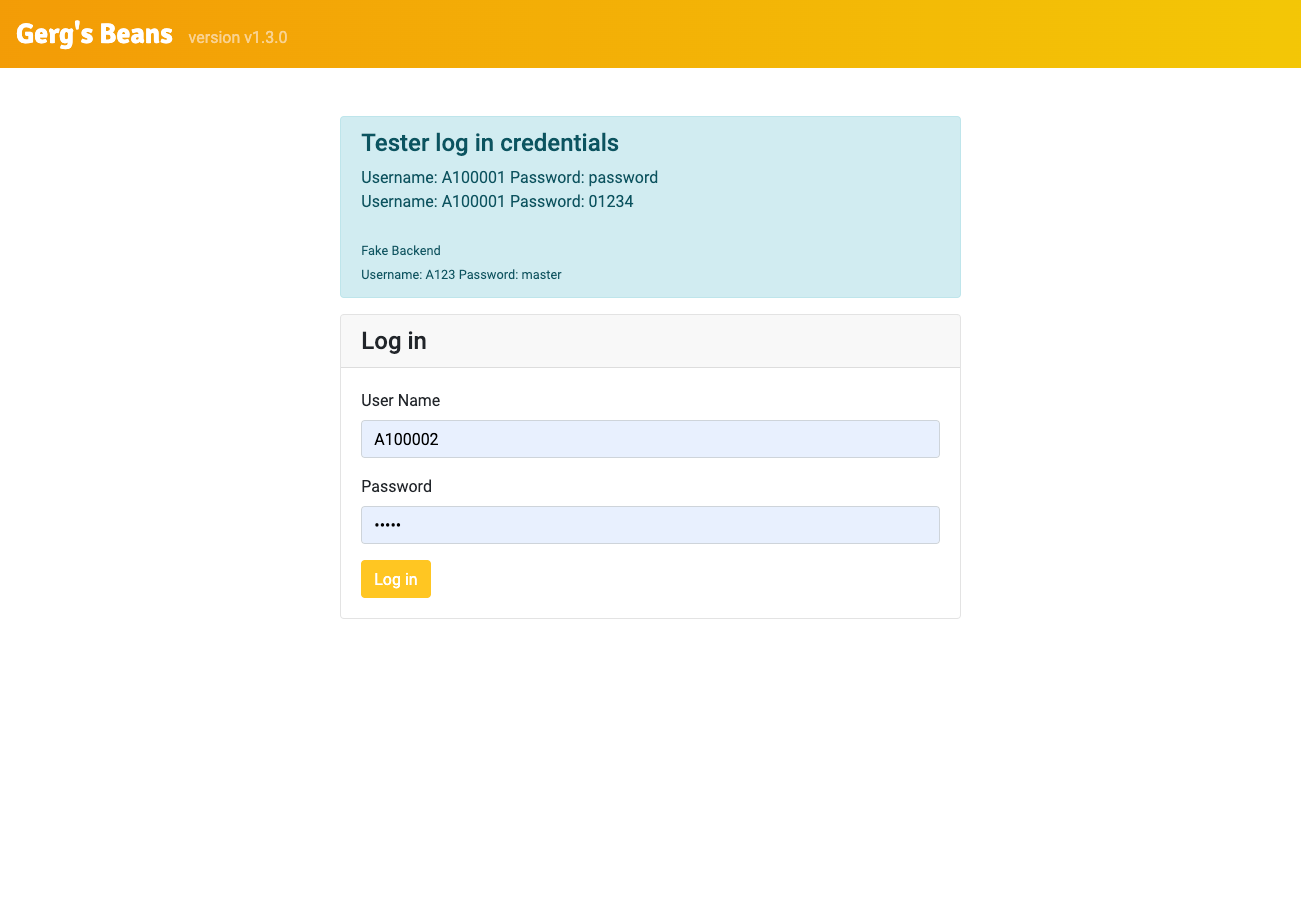 Gerg's Beans version v1.3.0
Tester log in credentials
Username: A100001 Password: password
Username: A100001 Password: 01234
Fake Backend
Username: A123 Password: master
Log in
User Name
A100002
Password
•••••
Log in